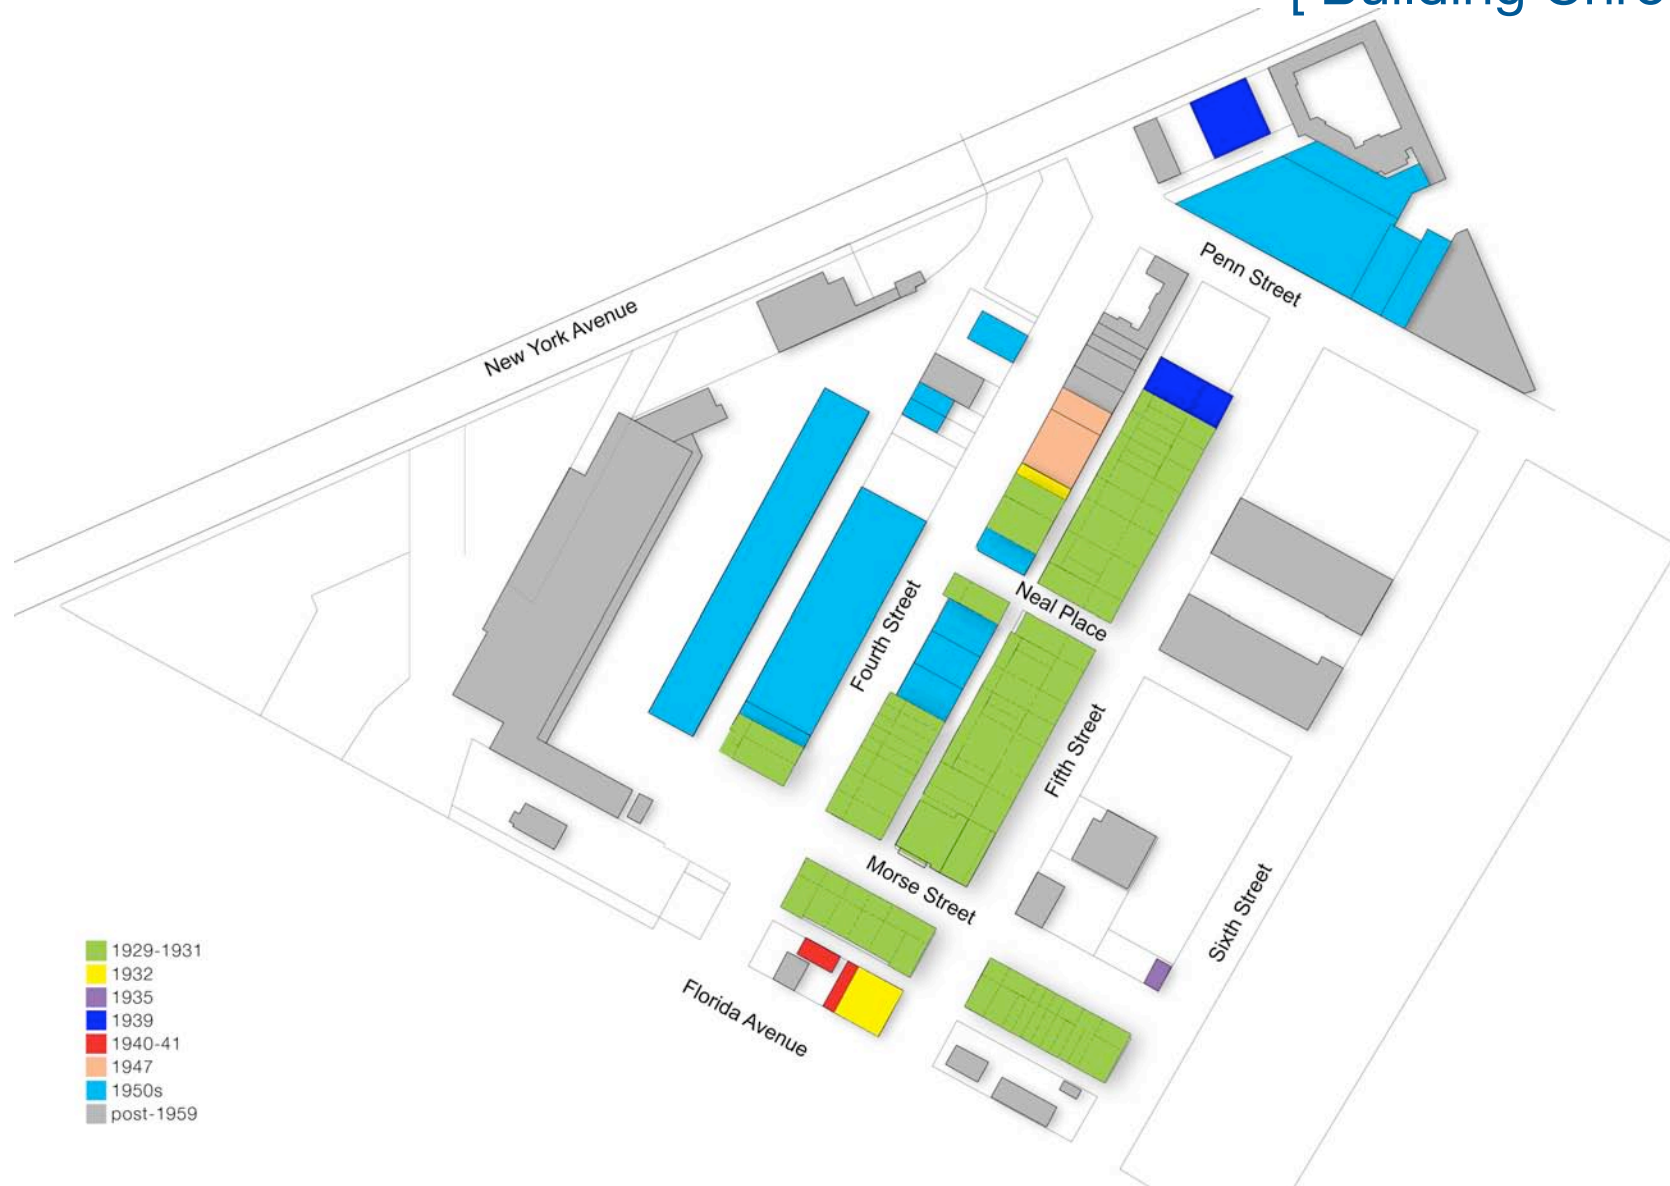 [ Building
Penn Street
New York Avenue
Neal Place
Fourth Street
Fifth Street
Morse Street
Sixth Street
Florida Avenue
1929-1931
1932
1935
1939
1940-41
1947
1950s
post-1959